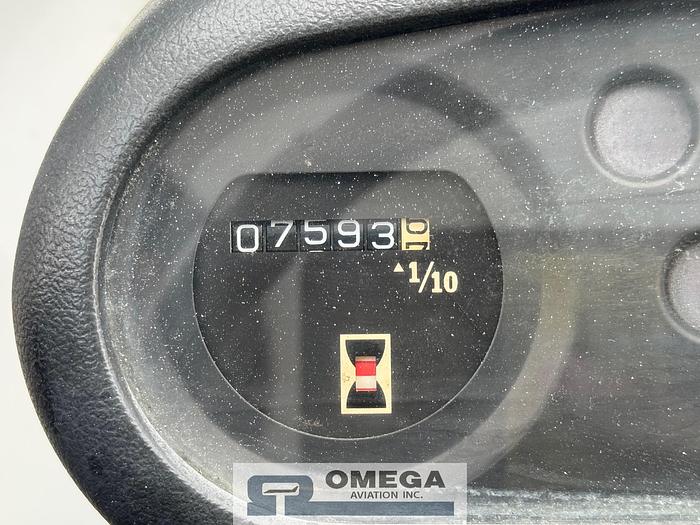 07593
▲1/10
OMEGA
AVIATION INC.